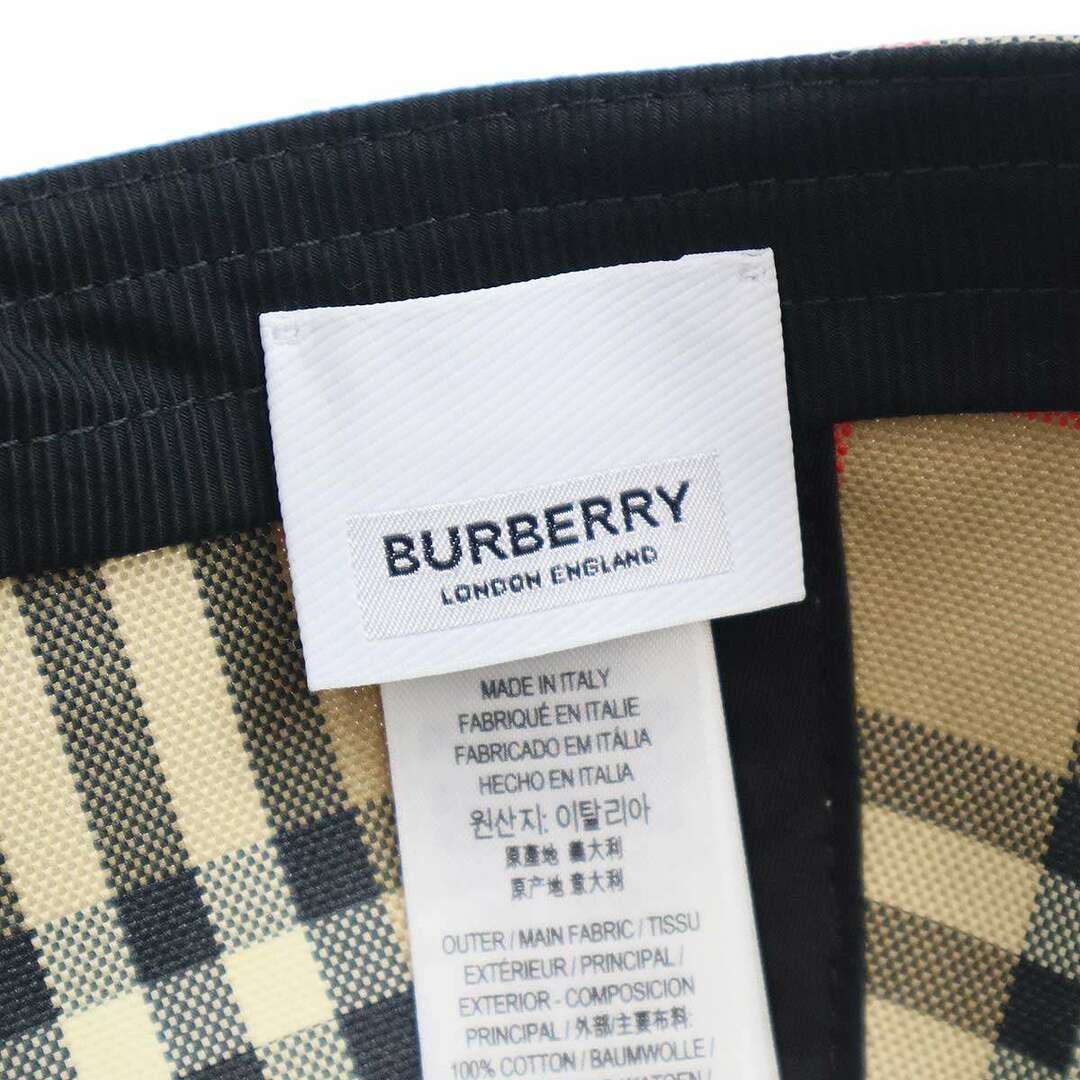 BURBERRY
LONDON ENGLAND
MADE IN ITALY
FABRIQUÉ EN ITALIE
FABRICADO EM ITÀLIA
HECHO EN ITALIA
원산지: 이탈리아
原產地 義大利
原产地 意大利
OUTER / MAIN FABRIC / TISSU
EXTÉRIEUR / PRINCIPAL /
EXTERIOR - COMPOSICION
PRINCIPAL / 外部/主要布料:
100% COTTON / BAUMWOLLE /